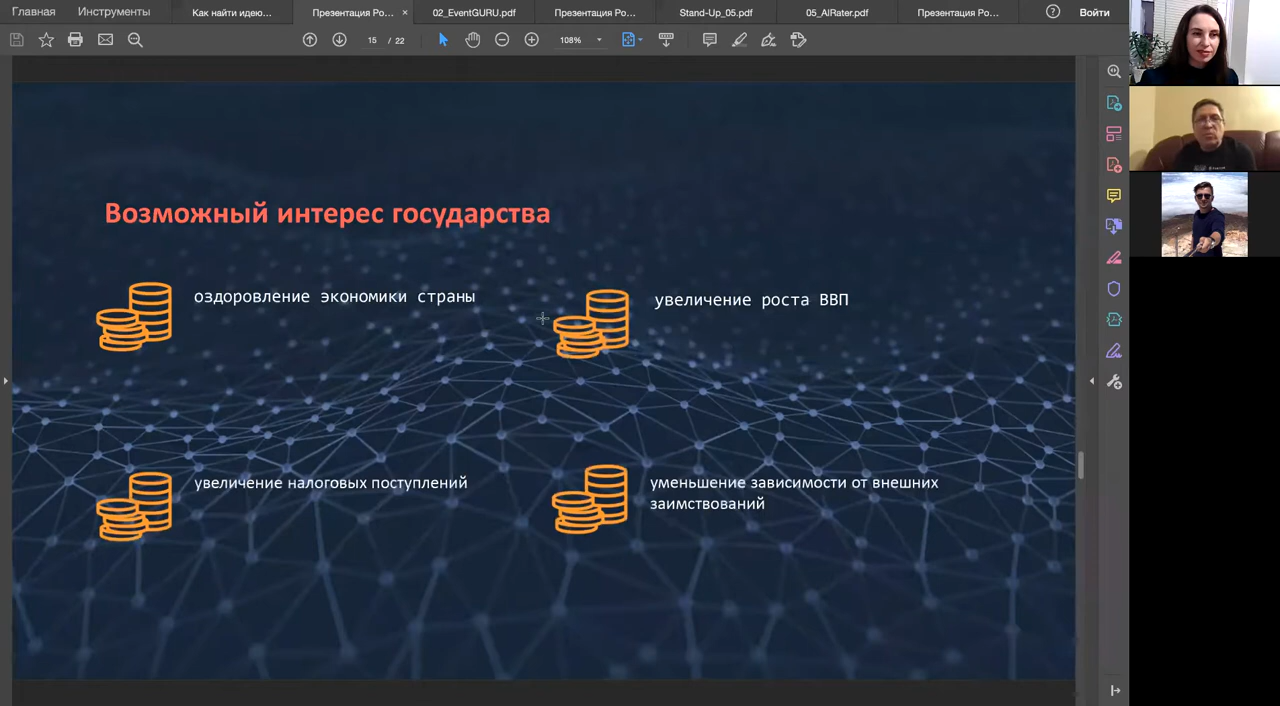 Главная
Инструменты
Как найти идею...
Презентация Ро...
02_EventGURU.pdf
Презентация Ро...
Stand-Up_05.pdf
05_AIRater.pdf
Презентация Ро...
Войти
15 / 22
108%
Возможный интерес государства
оздоровление экономики страны
увеличение роста ВВП
увеличение налоговых поступлений
уменьшение зависимости от внешних
заимствований